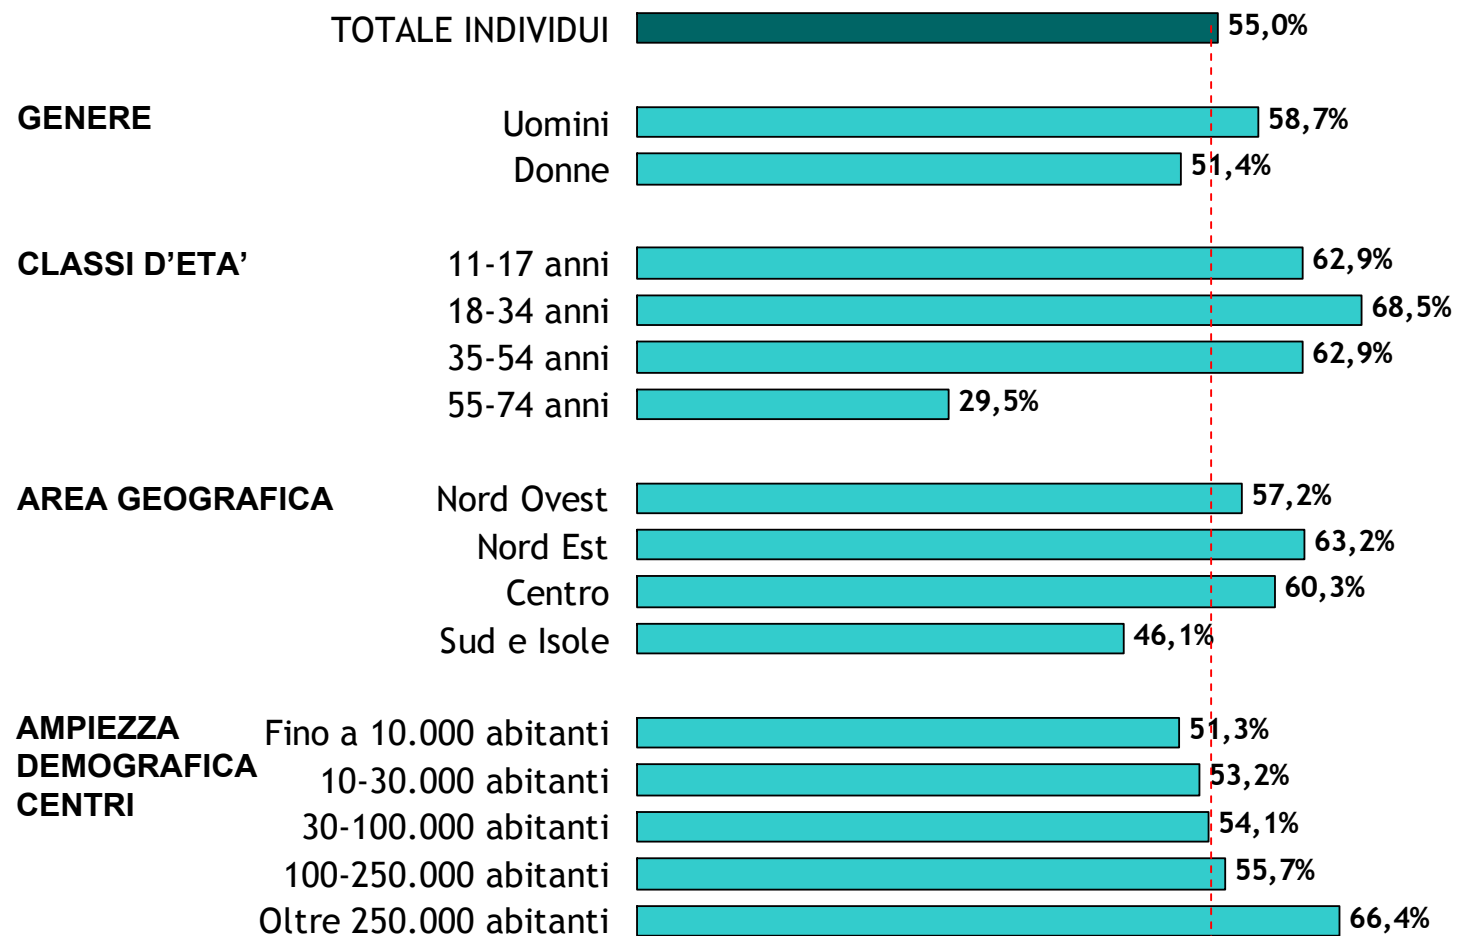 TOTALE INDIVIDUI 55,0%
GENERE
Uomini 58,7%
Donne 51,4%
CLASSI D'ETA’
11-17 anni 62,9%
18-34 anni 68,5%
35-54 anni 62,9%
55-74 anni 29,5%
AREA GEOGRAFICA
Nord Ovest 57,2%
Nord Est 63,2%
Centro 60,3%
Sud e Isole 46,1%
AMPIEZZA
DEMOGRAFICA
CENTRI
Fino a 10.000 abitanti 51,3%
10-30.000 abitanti 53,2%
30-100.000 abitanti 54,1%
100-250.000 abitanti 55,7%
Oltre 250.000 abitanti 66,4%